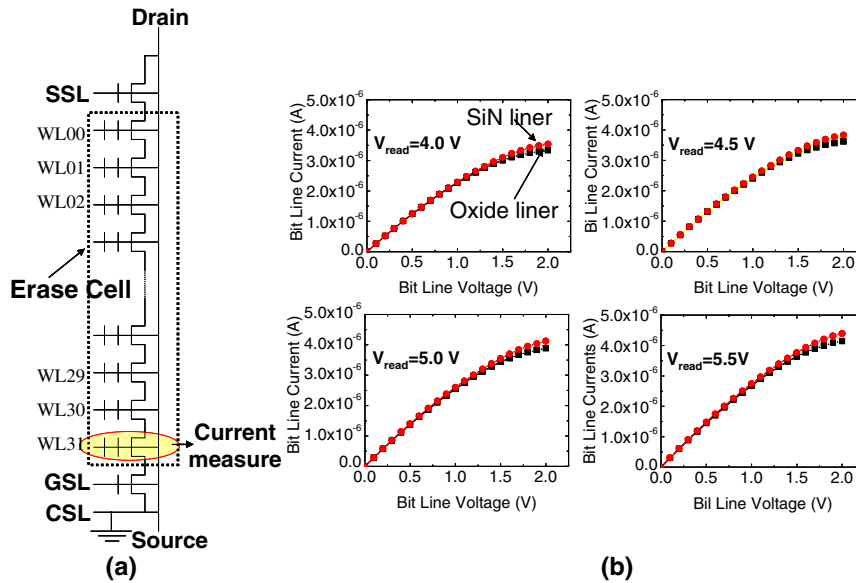 Drain
SSL
WL00
WL01
WL02
Erase Cell
WL29
WL30
WL31
Current
measure
GSL
CSL
Source
(a)
Bit Line Current (A)
5.0x10⁻⁶
4.0x10⁻⁶
3.0x10⁻⁶
2.0x10⁻⁶
1.0x10⁻⁶
0.0
V_read=4.0 V
SiN liner
Oxide liner
0.0 0.5 1.0 1.5 2.0
Bit Line Voltage (V)
Bi Line Current (A)
5.0x10⁻⁶
4.0x10⁻⁶
3.0x10⁻⁶
2.0x10⁻⁶
1.0x10⁻⁶
0.0
V_read=4.5 V
0.0 0.5 1.0 1.5 2.0
Bit Line Voltage (V)
Bit Line Current (A)
5.0x10⁻⁶
4.0x10⁻⁶
3.0x10⁻⁶
2.0x10⁻⁶
1.0x10⁻⁶
0.0
V_read=5.0 V
0.0 0.5 1.0 1.5 2.0
Bit Line Voltage (V)
Bit Line Currents (A)
5.0x10⁻⁶
4.0x10⁻⁶
3.0x10⁻⁶
2.0x10⁻⁶
1.0x10⁻⁶
0.0
V_read=5.5V
0.0 0.5 1.0 1.5 2.0
Bil Line Voltage (V)
(b)